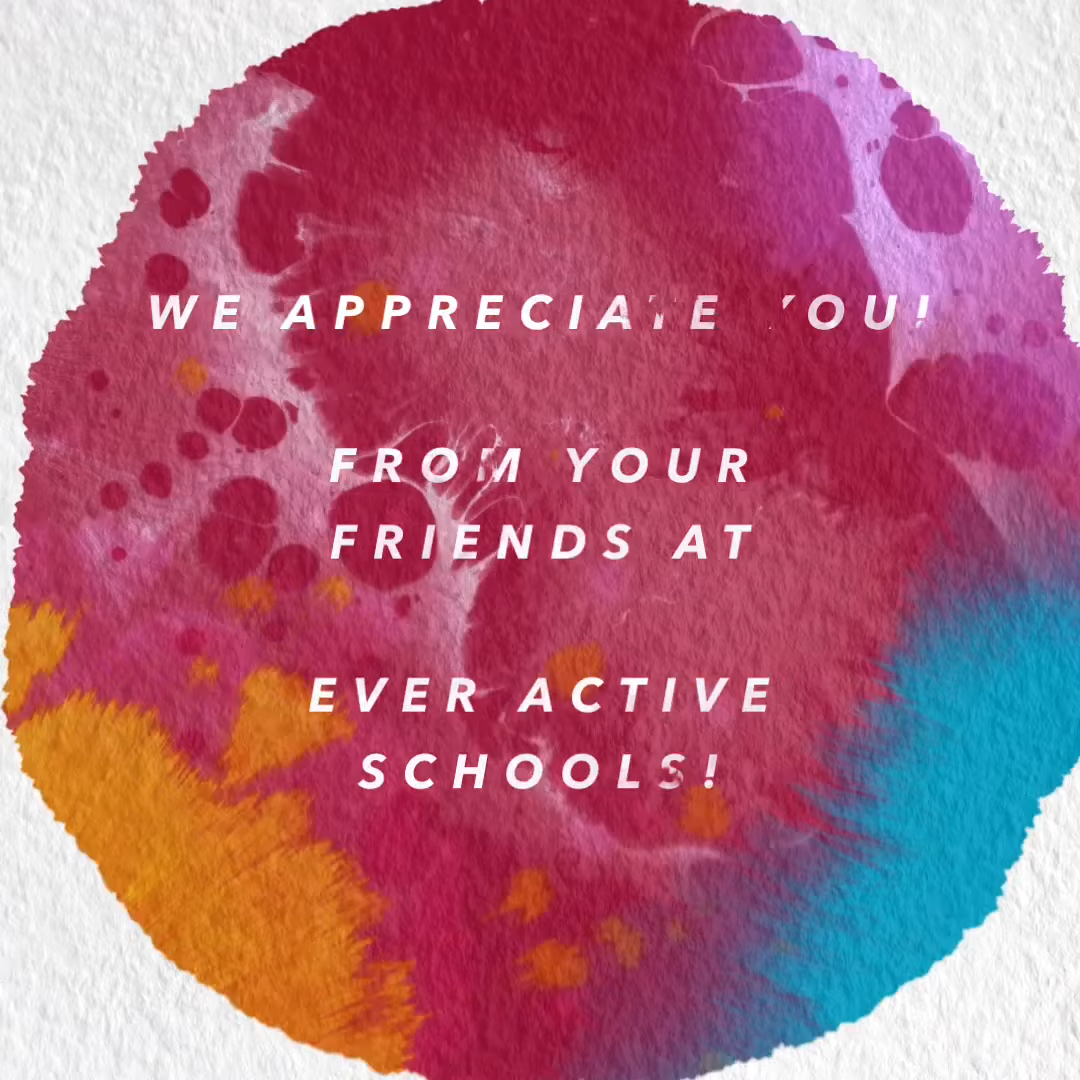 WE APPRECIATE YOU!
FROM YOUR
FRIENDS AT
EVER ACTIVE
SCHOOLS!